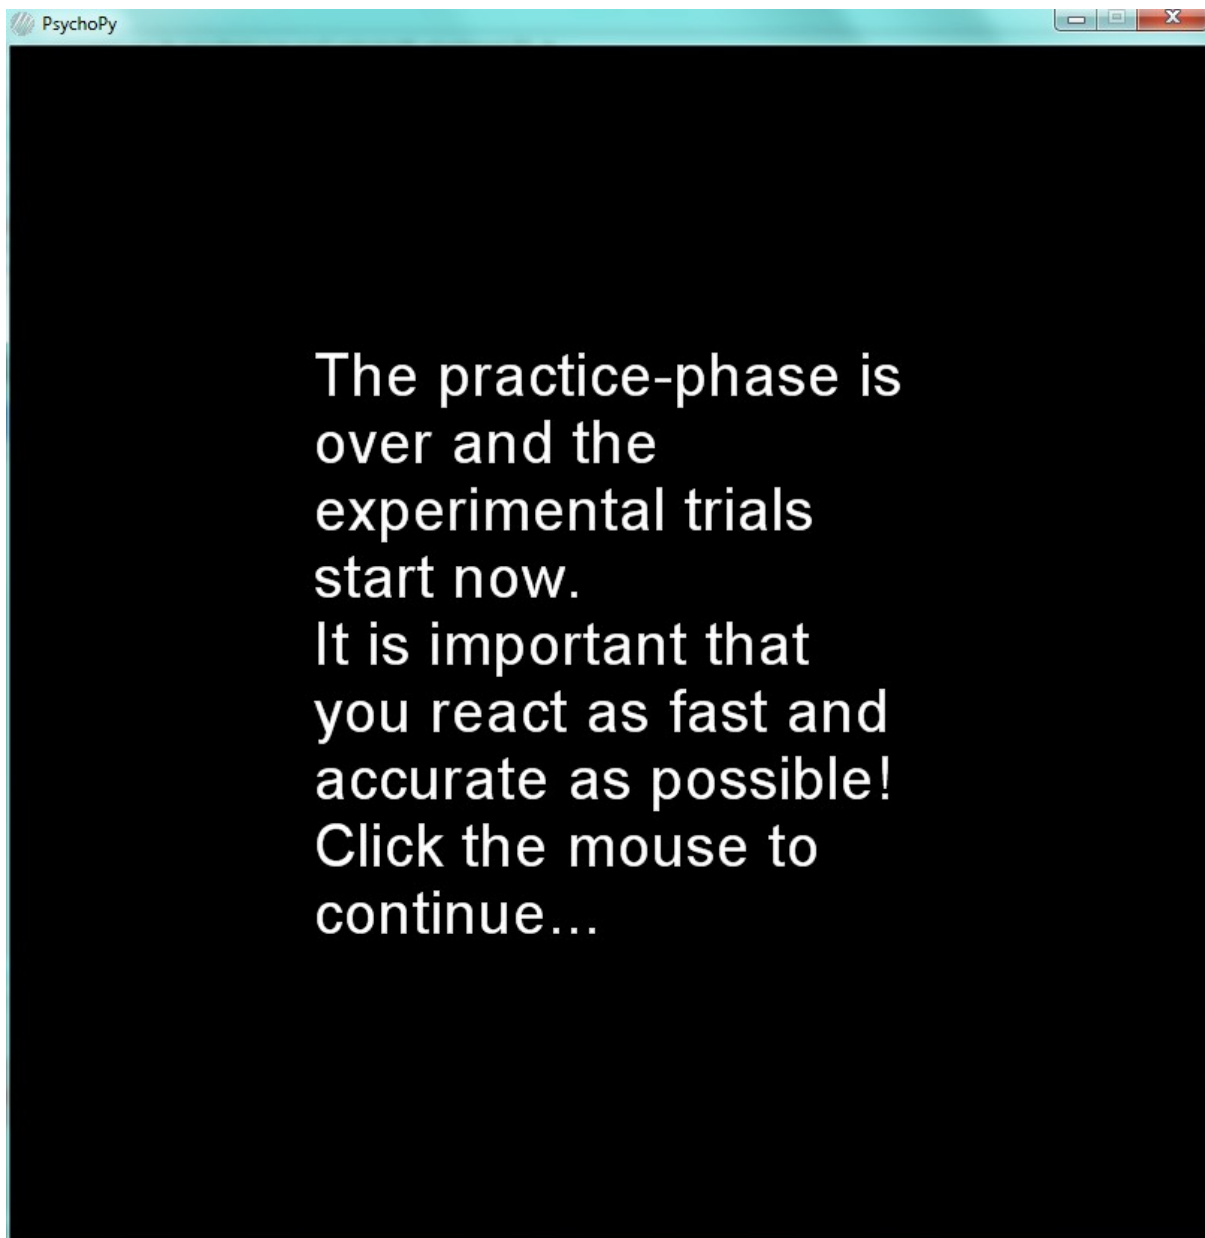 PsychoPy
The practice-phase is
over and the
experimental trials
start now.
It is important that
you react as fast and
accurate as possible!
Click the mouse to
continue...